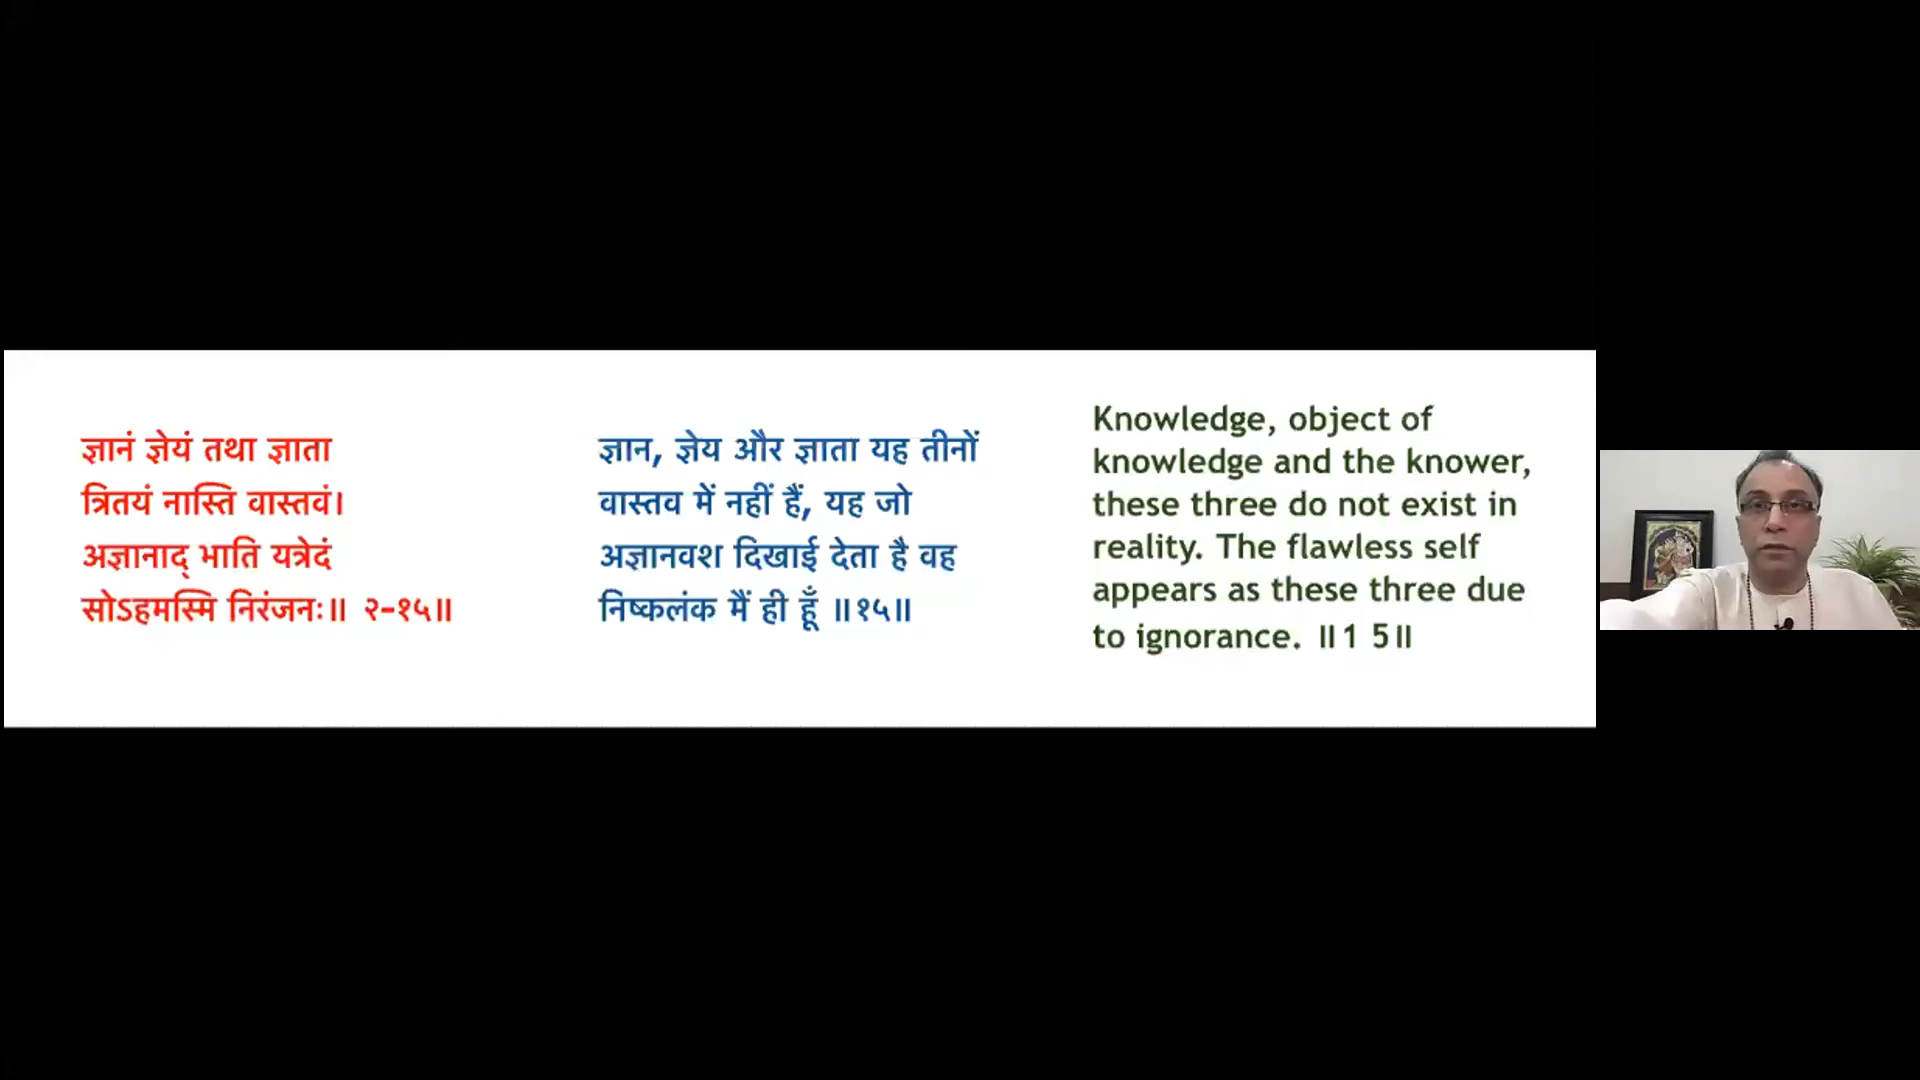 ज्ञानं ज्ञेयं तथा ज्ञाता
त्रितयं नास्ति वास्तवं।
अज्ञानाद् भाति यत्रेदं
सोऽहमस्मि निरंजनः॥ २-१५॥
ज्ञान, ज्ञेय और ज्ञाता यह तीनों
वास्तव में नहीं हैं, यह जो
अज्ञानवश दिखाई देता है वह
निष्कलंक मैं ही हूँ ॥१५॥
Knowledge, object of
knowledge and the knower,
these three do not exist in
reality. The flawless self
appears as these three due
to ignorance. ॥1 5॥